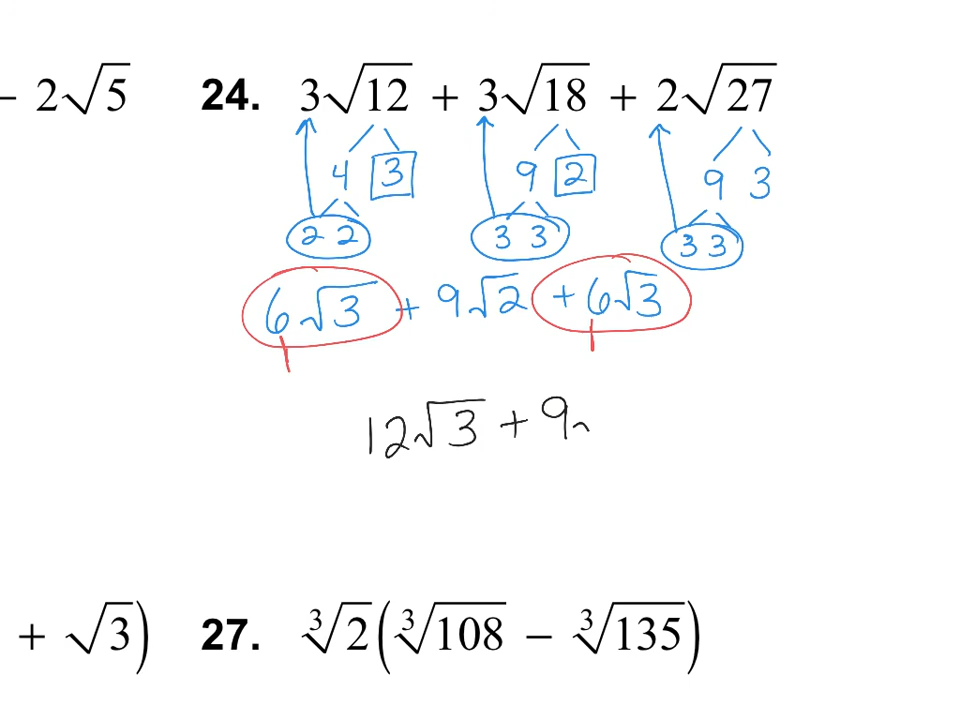 − 2√5 24. 3√12 + 3√18 + 2√27
4 3 9 2 9 3
2 2 3 3 3 3
6√3 + 9√2 + 6√3
12√3 + 9
+ √3) 27. ∛2(∛108 − ∛135)